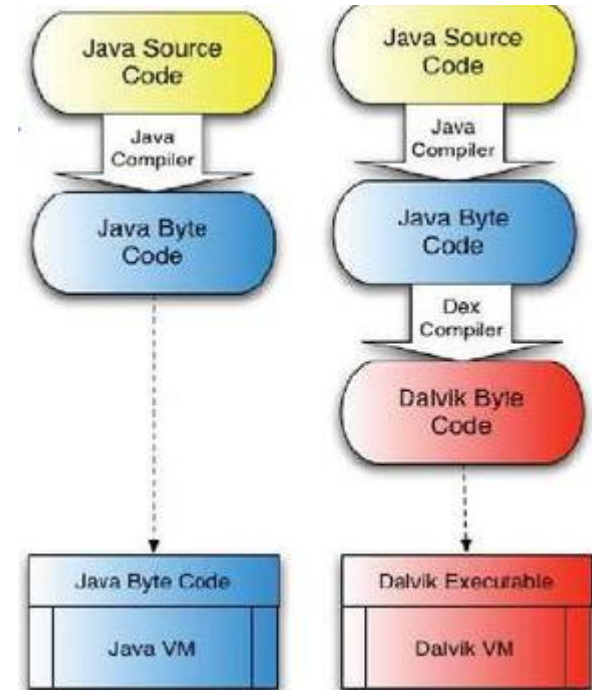 Java Source
Code
Java
Compiler
Java Byte
Code
Java Byte Code
Java VM
Java Source
Code
Java
Compiler
Java Byte
Code
Dex
Compiler
Dalvik Byte
Code
Dalvik Executable
Dalvik VM